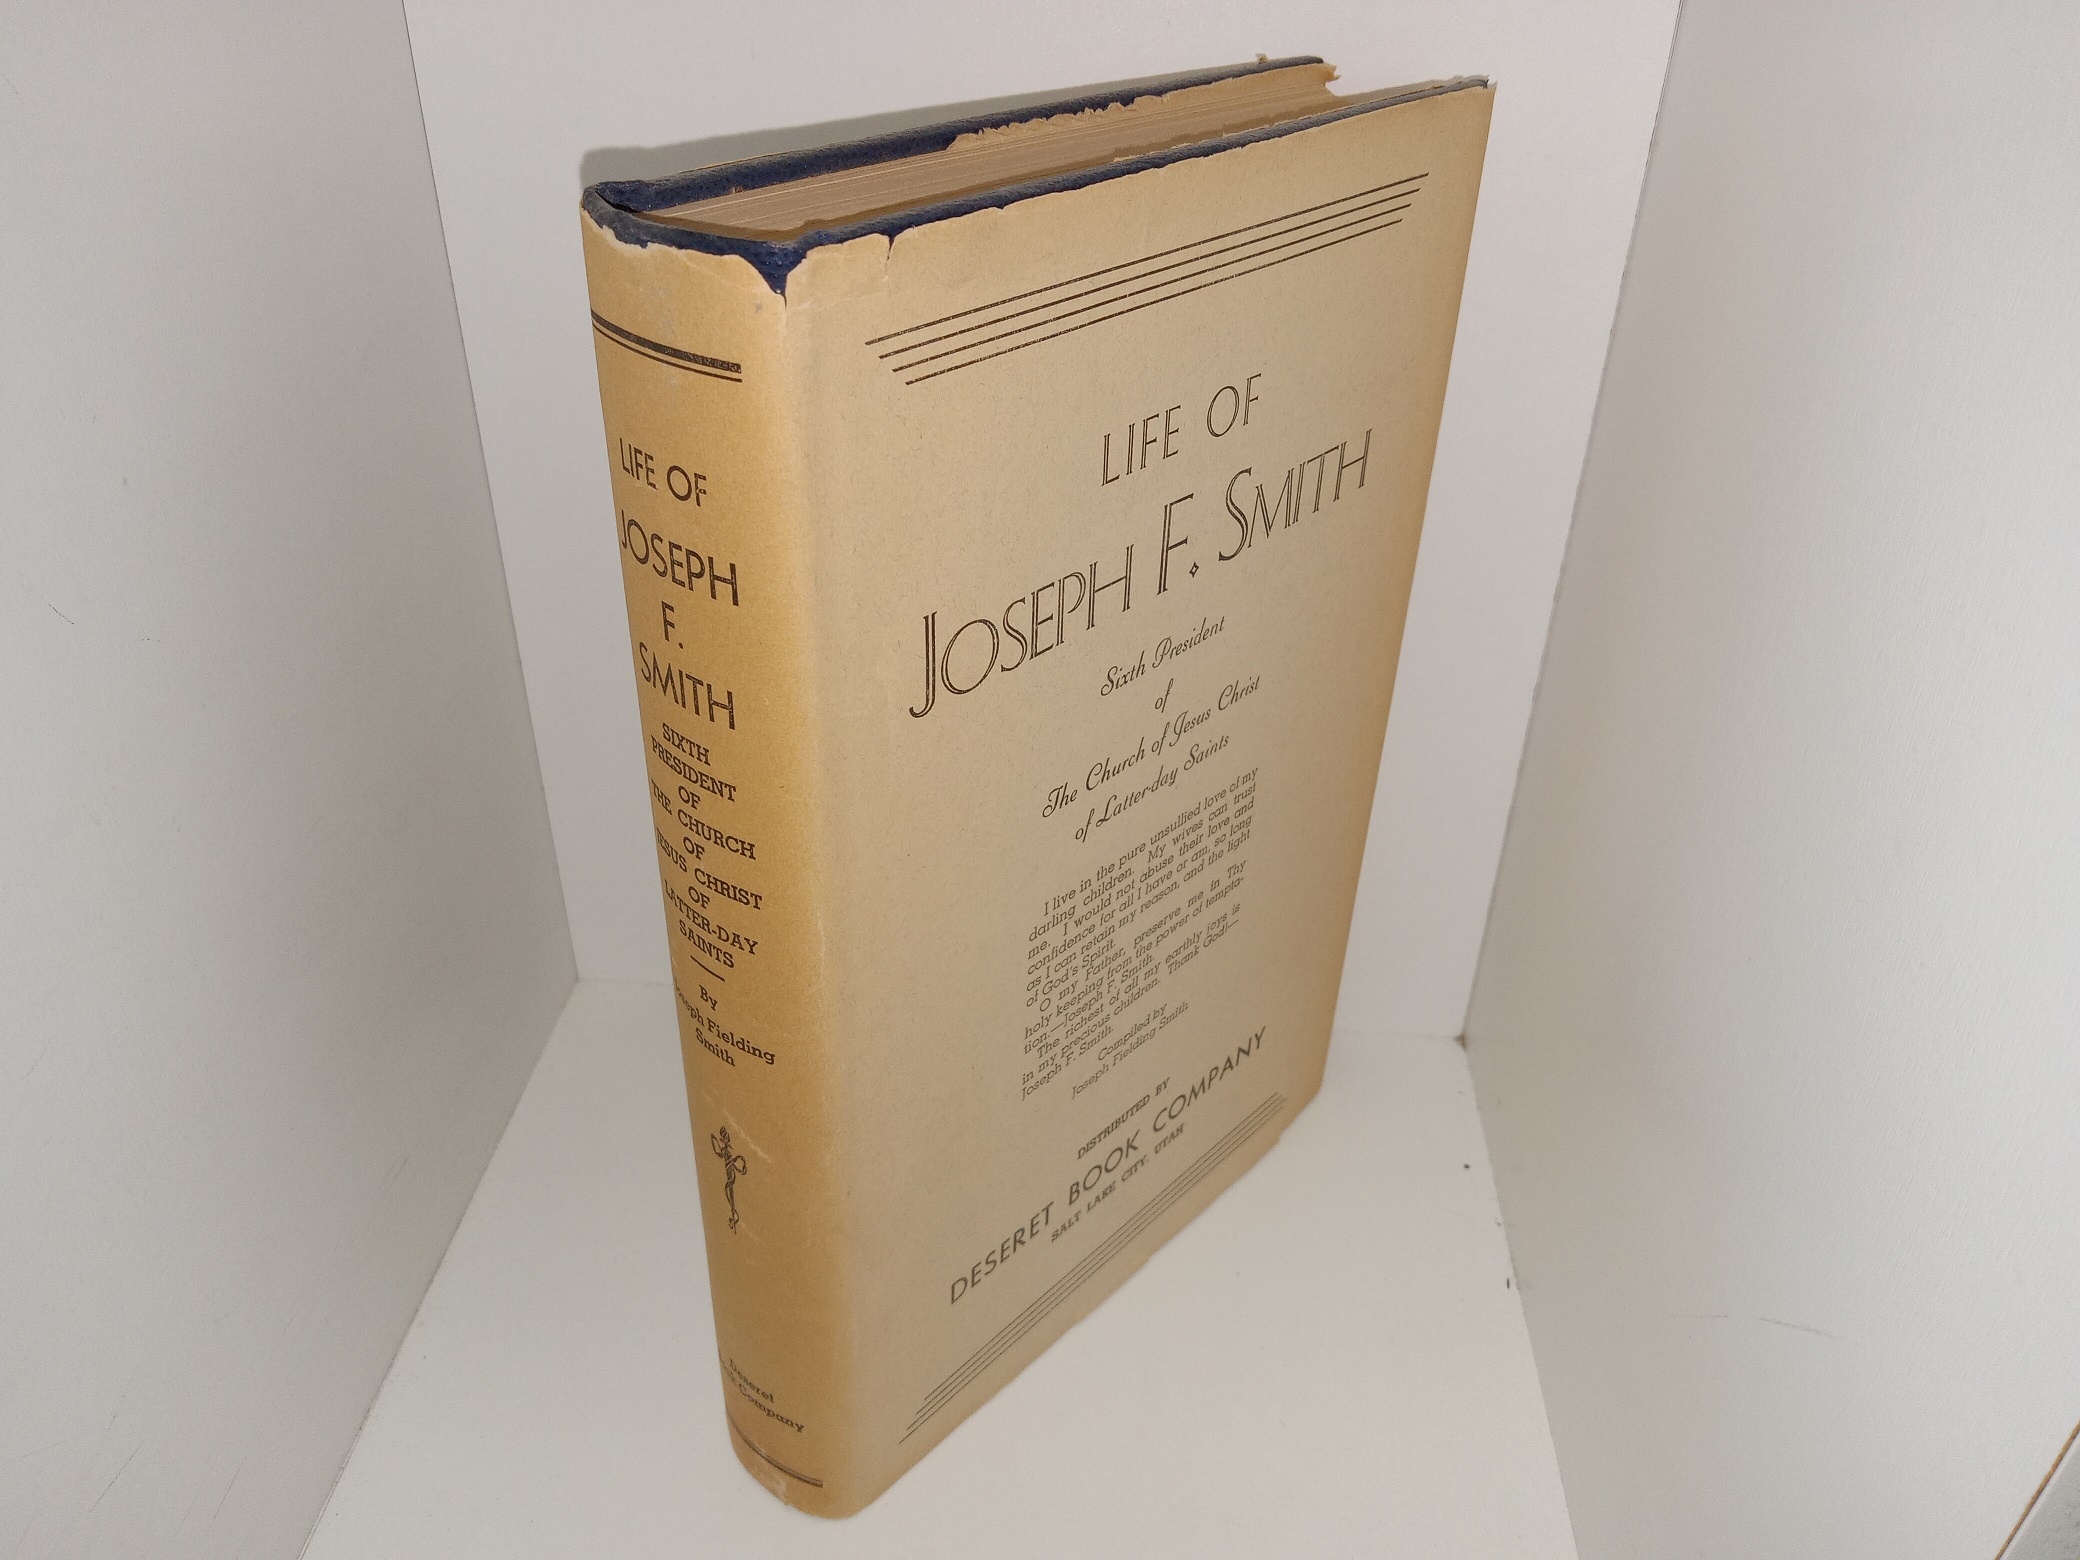 LIFE OF
JOSEPH
F.
SMITH
SIXTH
PRESIDENT
OF
THE CHURCH
OF
JESUS CHRIST
OF
LATTER-DAY
SAINTS
By
Joseph Fielding
Smith
Deseret
Book Company
LIFE OF
JOSEPH F. SMITH
Sixth President
of
The Church of Jesus Christ
of Latter-day Saints
I live in the pure unsullied love of my
darling children. My wives can trust
me. I would not abuse their love and
confidence for all I have or am, so long
as I can retain my reason, and the light
of God's Spirit.
O my Father, preserve me in Thy
holy keeping from the power of tempta-
tion.—Joseph F. Smith.
The richest of all my earthly joys is
in my precious children. Thank God!—
Joseph F. Smith.
Compiled by
Joseph Fielding Smith
DISTRIBUTED BY
DESERET BOOK COMPANY
SALT LAKE CITY, UTAH